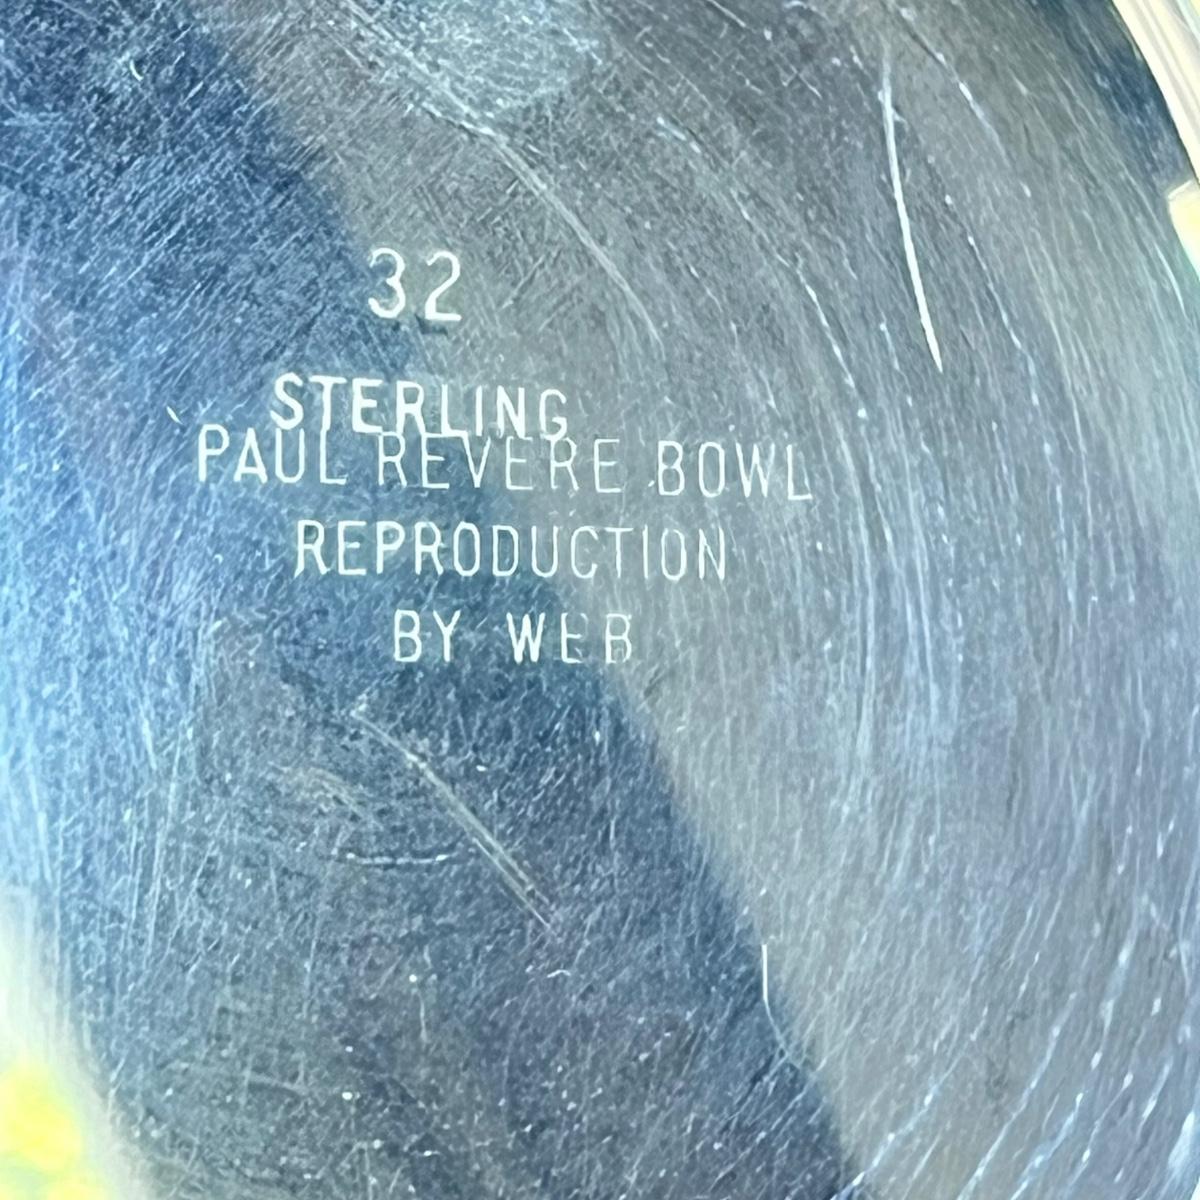 32
STERLING
PAUL REVERE BOWL
REPRODUCTION
BY WEB